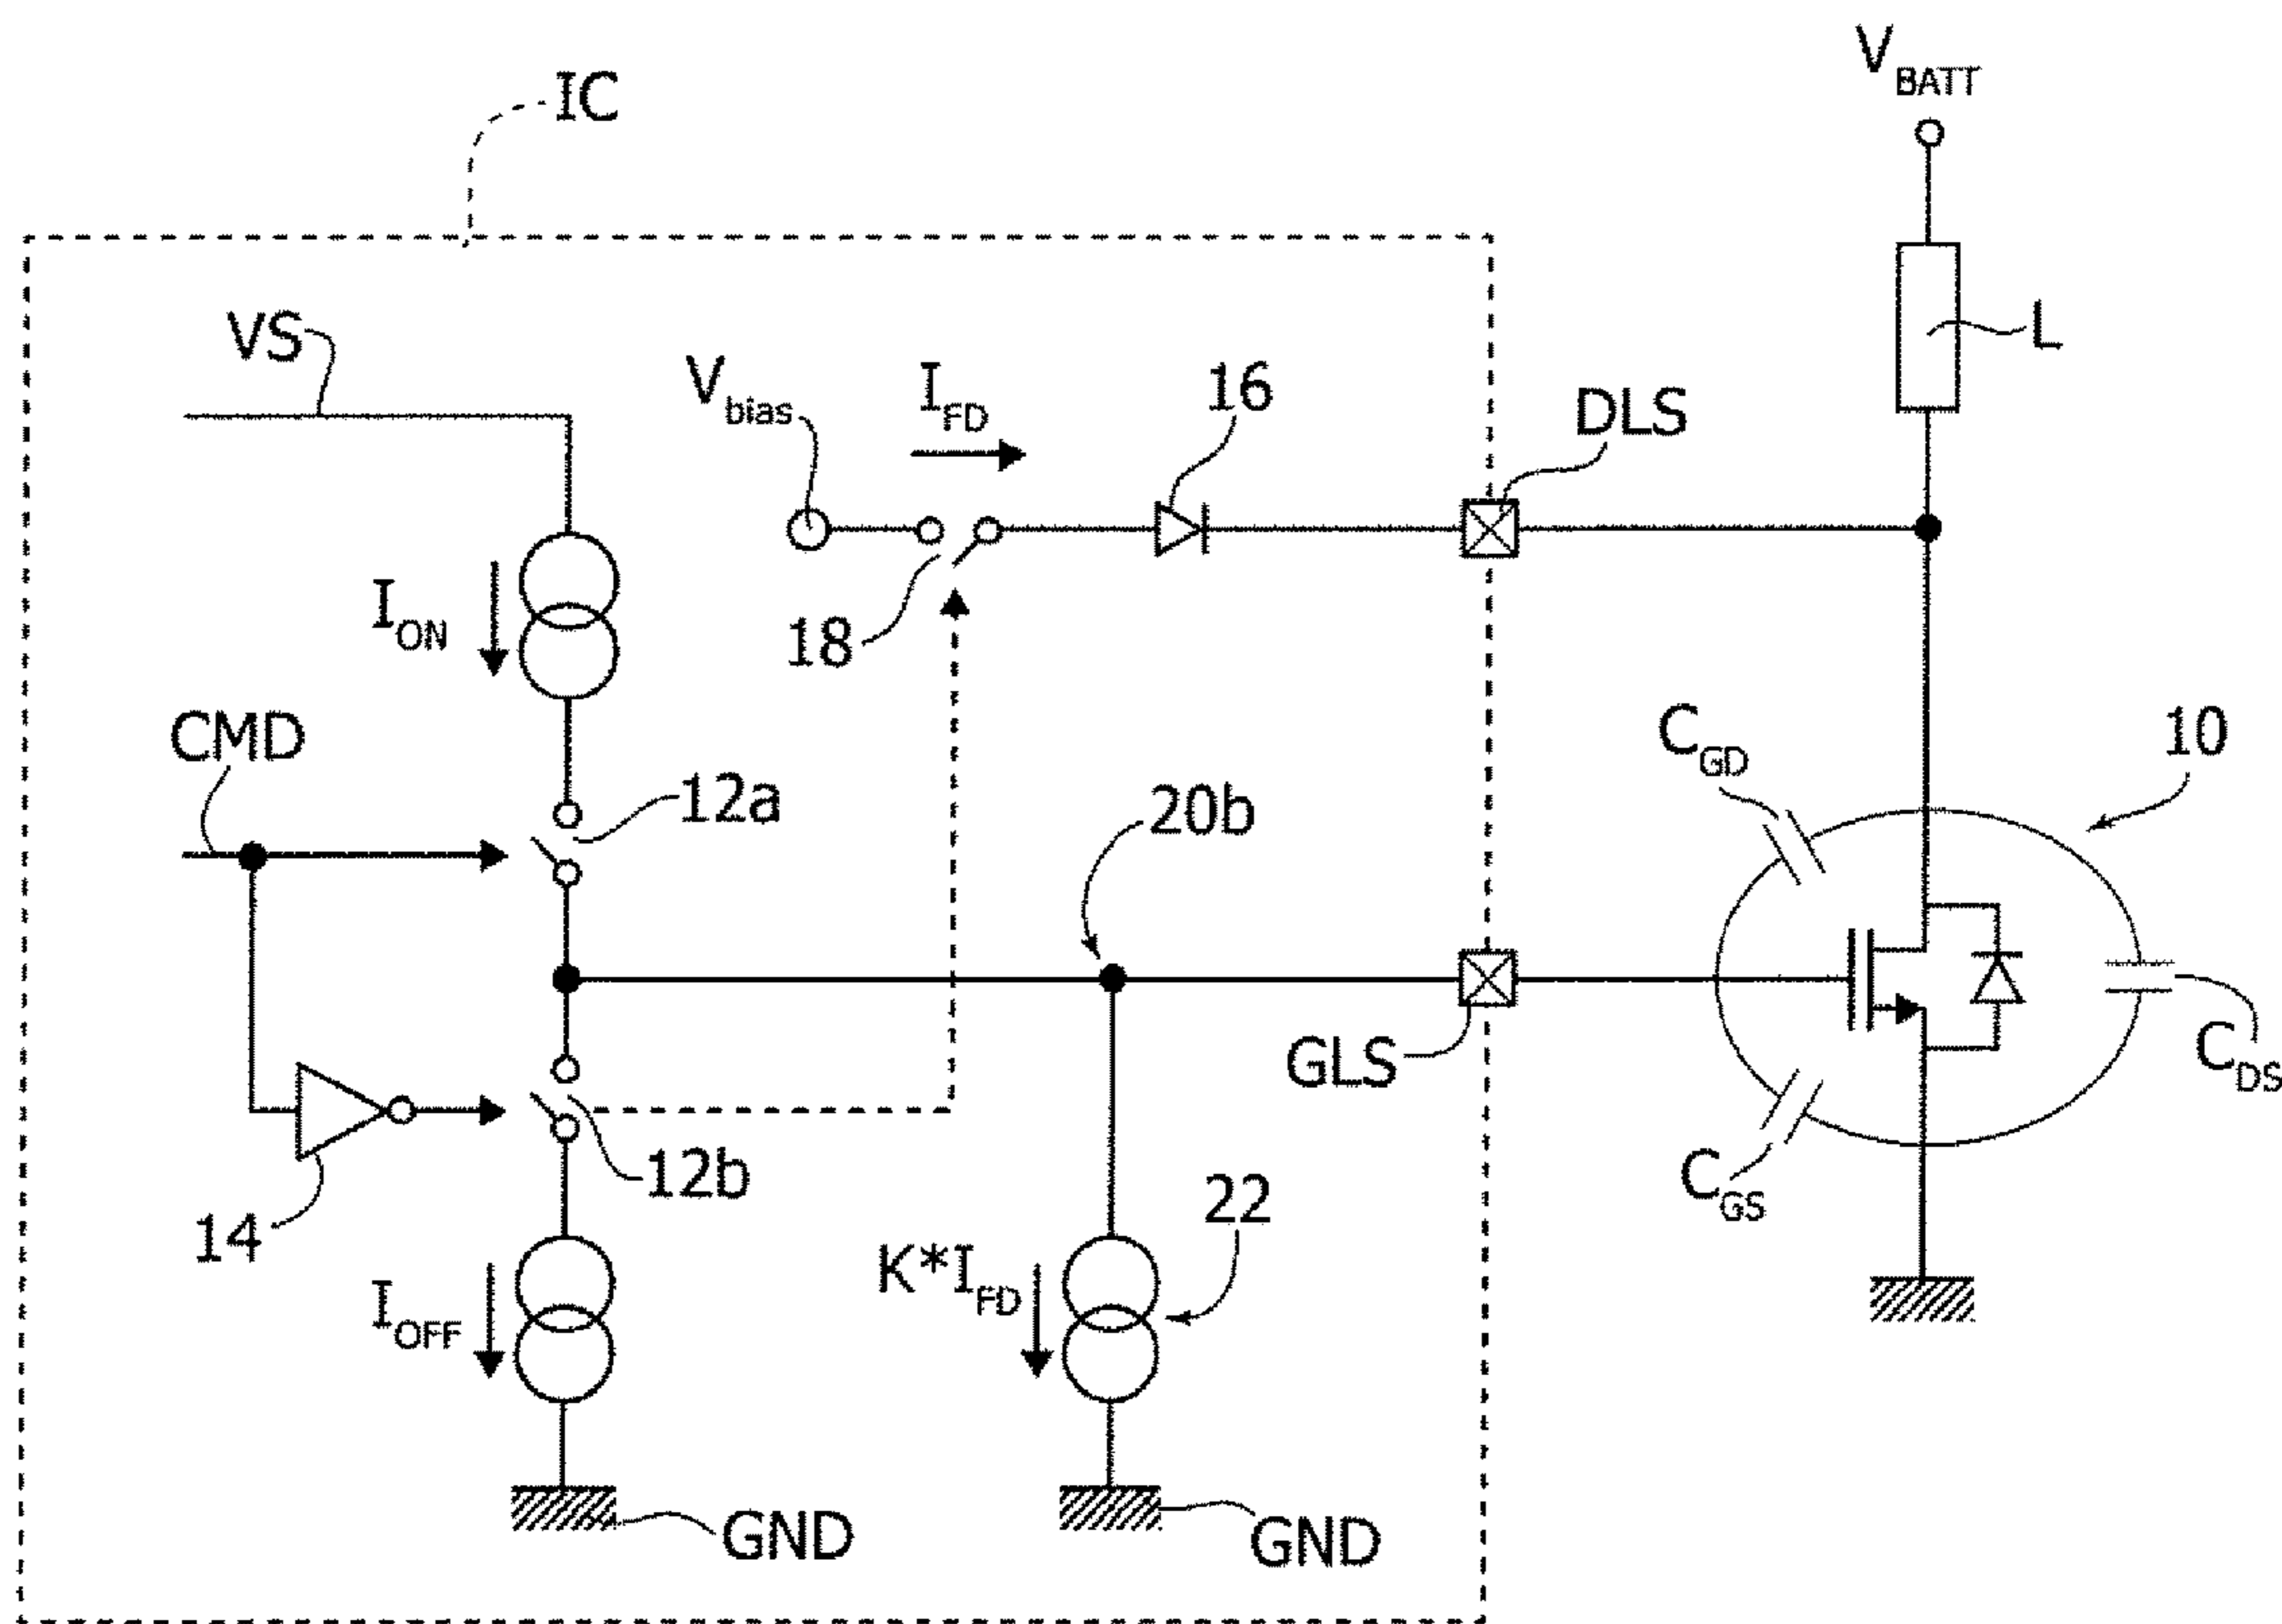 V_BATT
IC
VS
V_bias
I_FD
16
DLS
L
I_ON
18
CMD
C_GD
10
12a
20b
GLS
C_DS
12b
14
C_GS
22
I_OFF
K*I_FD
GND
GND